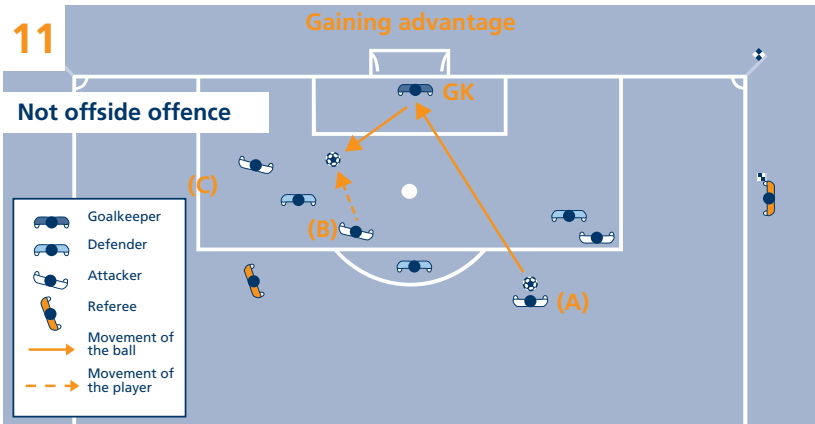 11
Gaining advantage
GK
Not offside offence
(C)
(B)
(A)
Goalkeeper
Defender
Attacker
Referee
Movement of
the ball
Movement of
the player